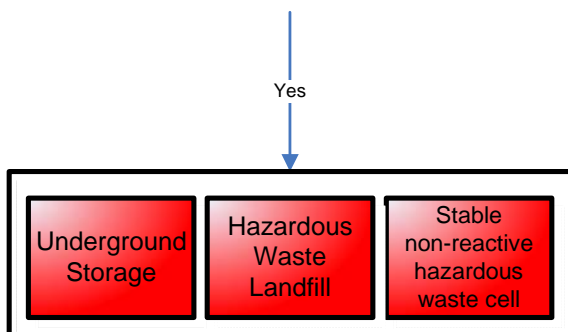 Yes
Underground
Storage
Hazardous
Waste
Landfill
Stable
non-reactive
hazardous
waste cell